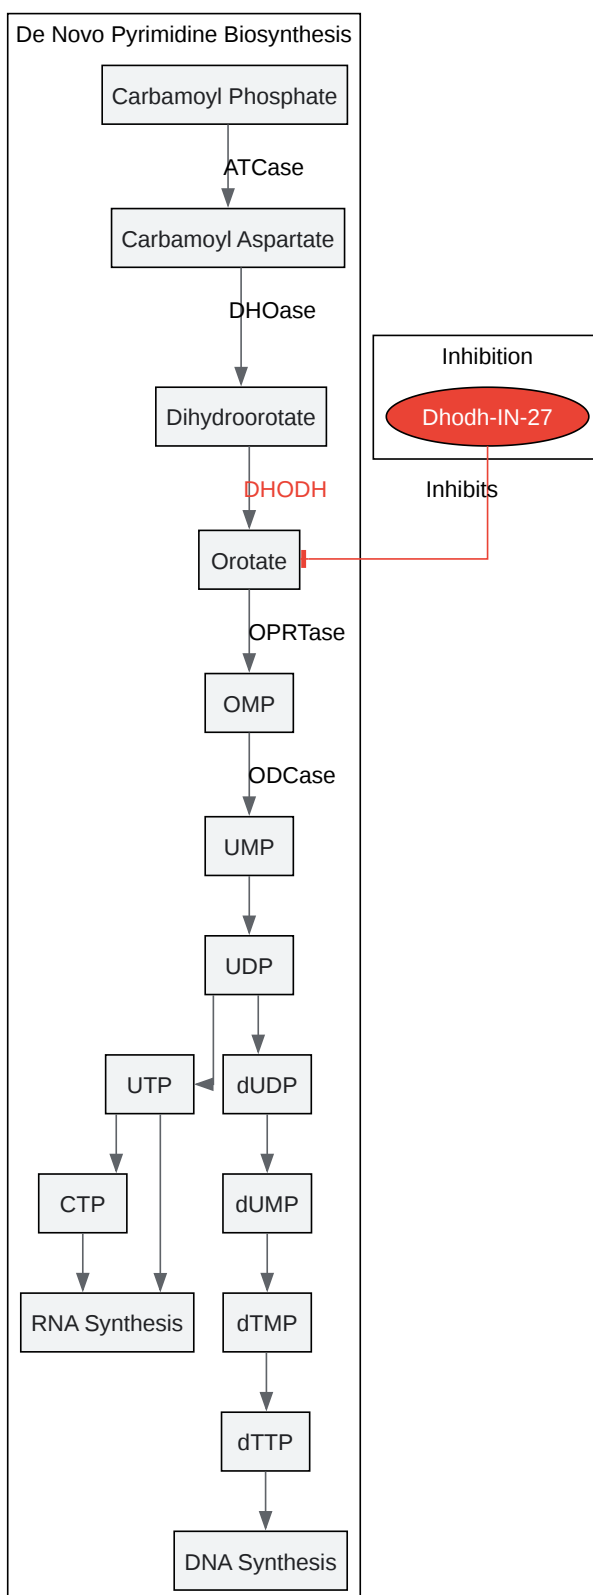 De Novo Pyrimidine Biosynthesis
Carbamoyl Phosphate
ATCase
Carbamoyl Aspartate
DHOase
Inhibition
Dihydroorotate
Dhodh-IN-27
DHODH
Inhibits
Orotate
OPRTase
OMP
ODCase
UMP
UDP
UTP
dUDP
CTP
dUMP
RNA Synthesis
dTMP
dTTP
DNA Synthesis